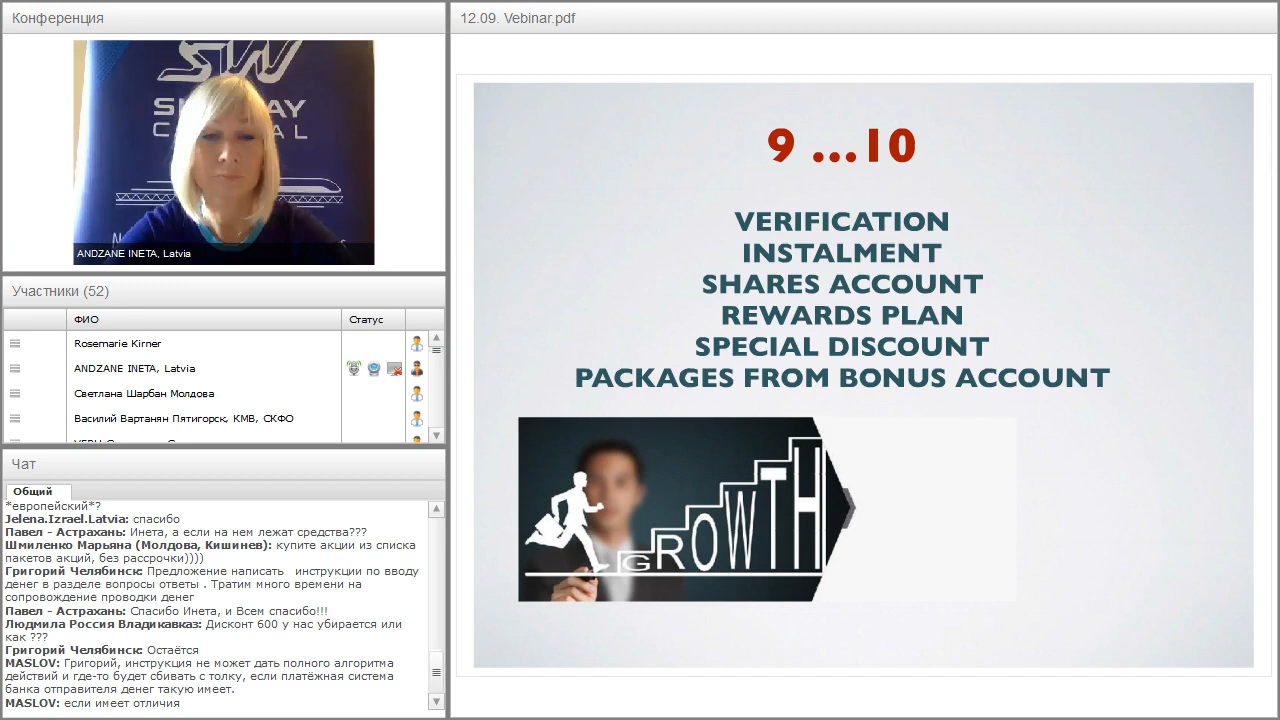 Конференция
SW
ANDZANE INETA, Latvia
Участники (52)
ФИО
Статус
Rosemarie Kirner
ANDZANE INETA, Latvia
Светлана Шарбан Молдова
Василий Вартанян Пятигорск, КМВ, СКФО
Чат
Общий
*европейский*?
Jelena.Izrael.Latvia: спасибо
Павел - Астрахань: Инета, а если на нем лежат средства???
Шмиленко Марьяна (Молдова, Кишинев): купите акции из списка
пакетов акций, без рассрочки))))
Григорий Челябинск: Предложение написать инструкции по вводу
денег в разделе вопросы ответы . Тратим много времени на
сопровождение проводки денег
Павел - Астрахань: Спасибо Инета, и Всем спасибо!!!
Людмила Россия Владикавказ: Дисконт 600 у нас убирается или
как ???
Григорий Челябинск: Остаётся
MASLOV: Григорий, инструкция не может дать полного алгоритма
действий и где-то будет сбивать с толку, если платёжная система
банка отправителя денег такую имеет.
MASLOV: если имеет отличия
12.09. Vebinar.pdf
9 ...10
VERIFICATION
INSTALMENT
SHARES ACCOUNT
REWARDS PLAN
SPECIAL DISCOUNT
PACKAGES FROM BONUS ACCOUNT
GROWTH